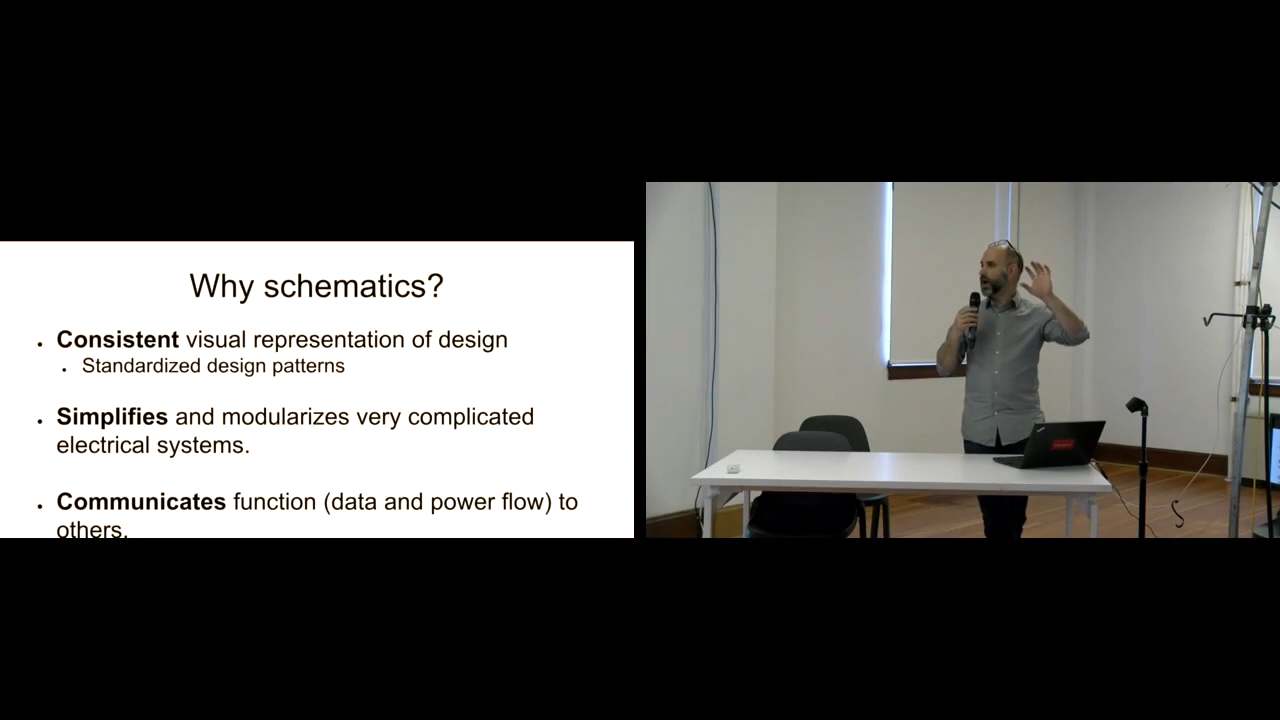 Why schematics?
• Consistent visual representation of design
• Standardized design patterns
• Simplifies and modularizes very complicated
electrical systems.
• Communicates function (data and power flow) to
others.